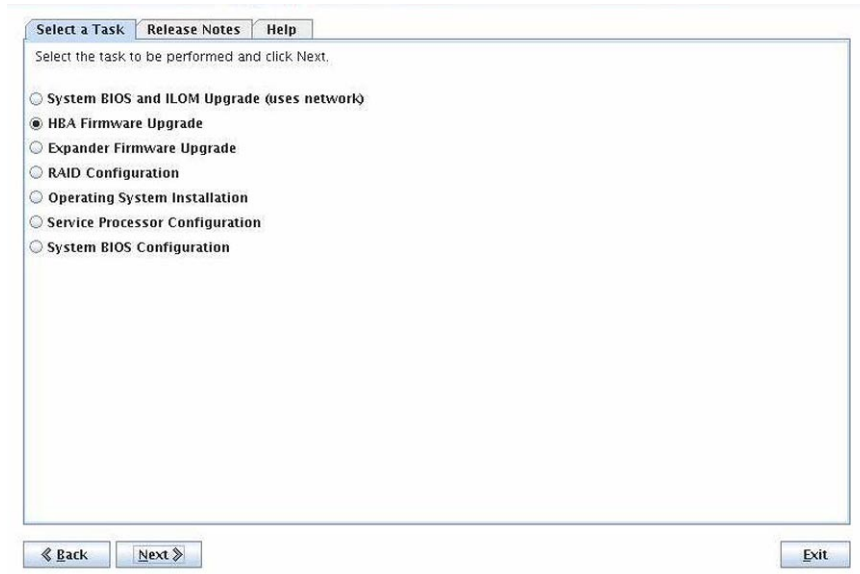 Select a Task Release Notes Help
Select the task to be performed and click Next.
System BIOS and ILOM Upgrade (uses network)
HBA Firmware Upgrade
Expander Firmware Upgrade
RAID Configuration
Operating System Installation
Service Processor Configuration
System BIOS Configuration
Back Next Exit